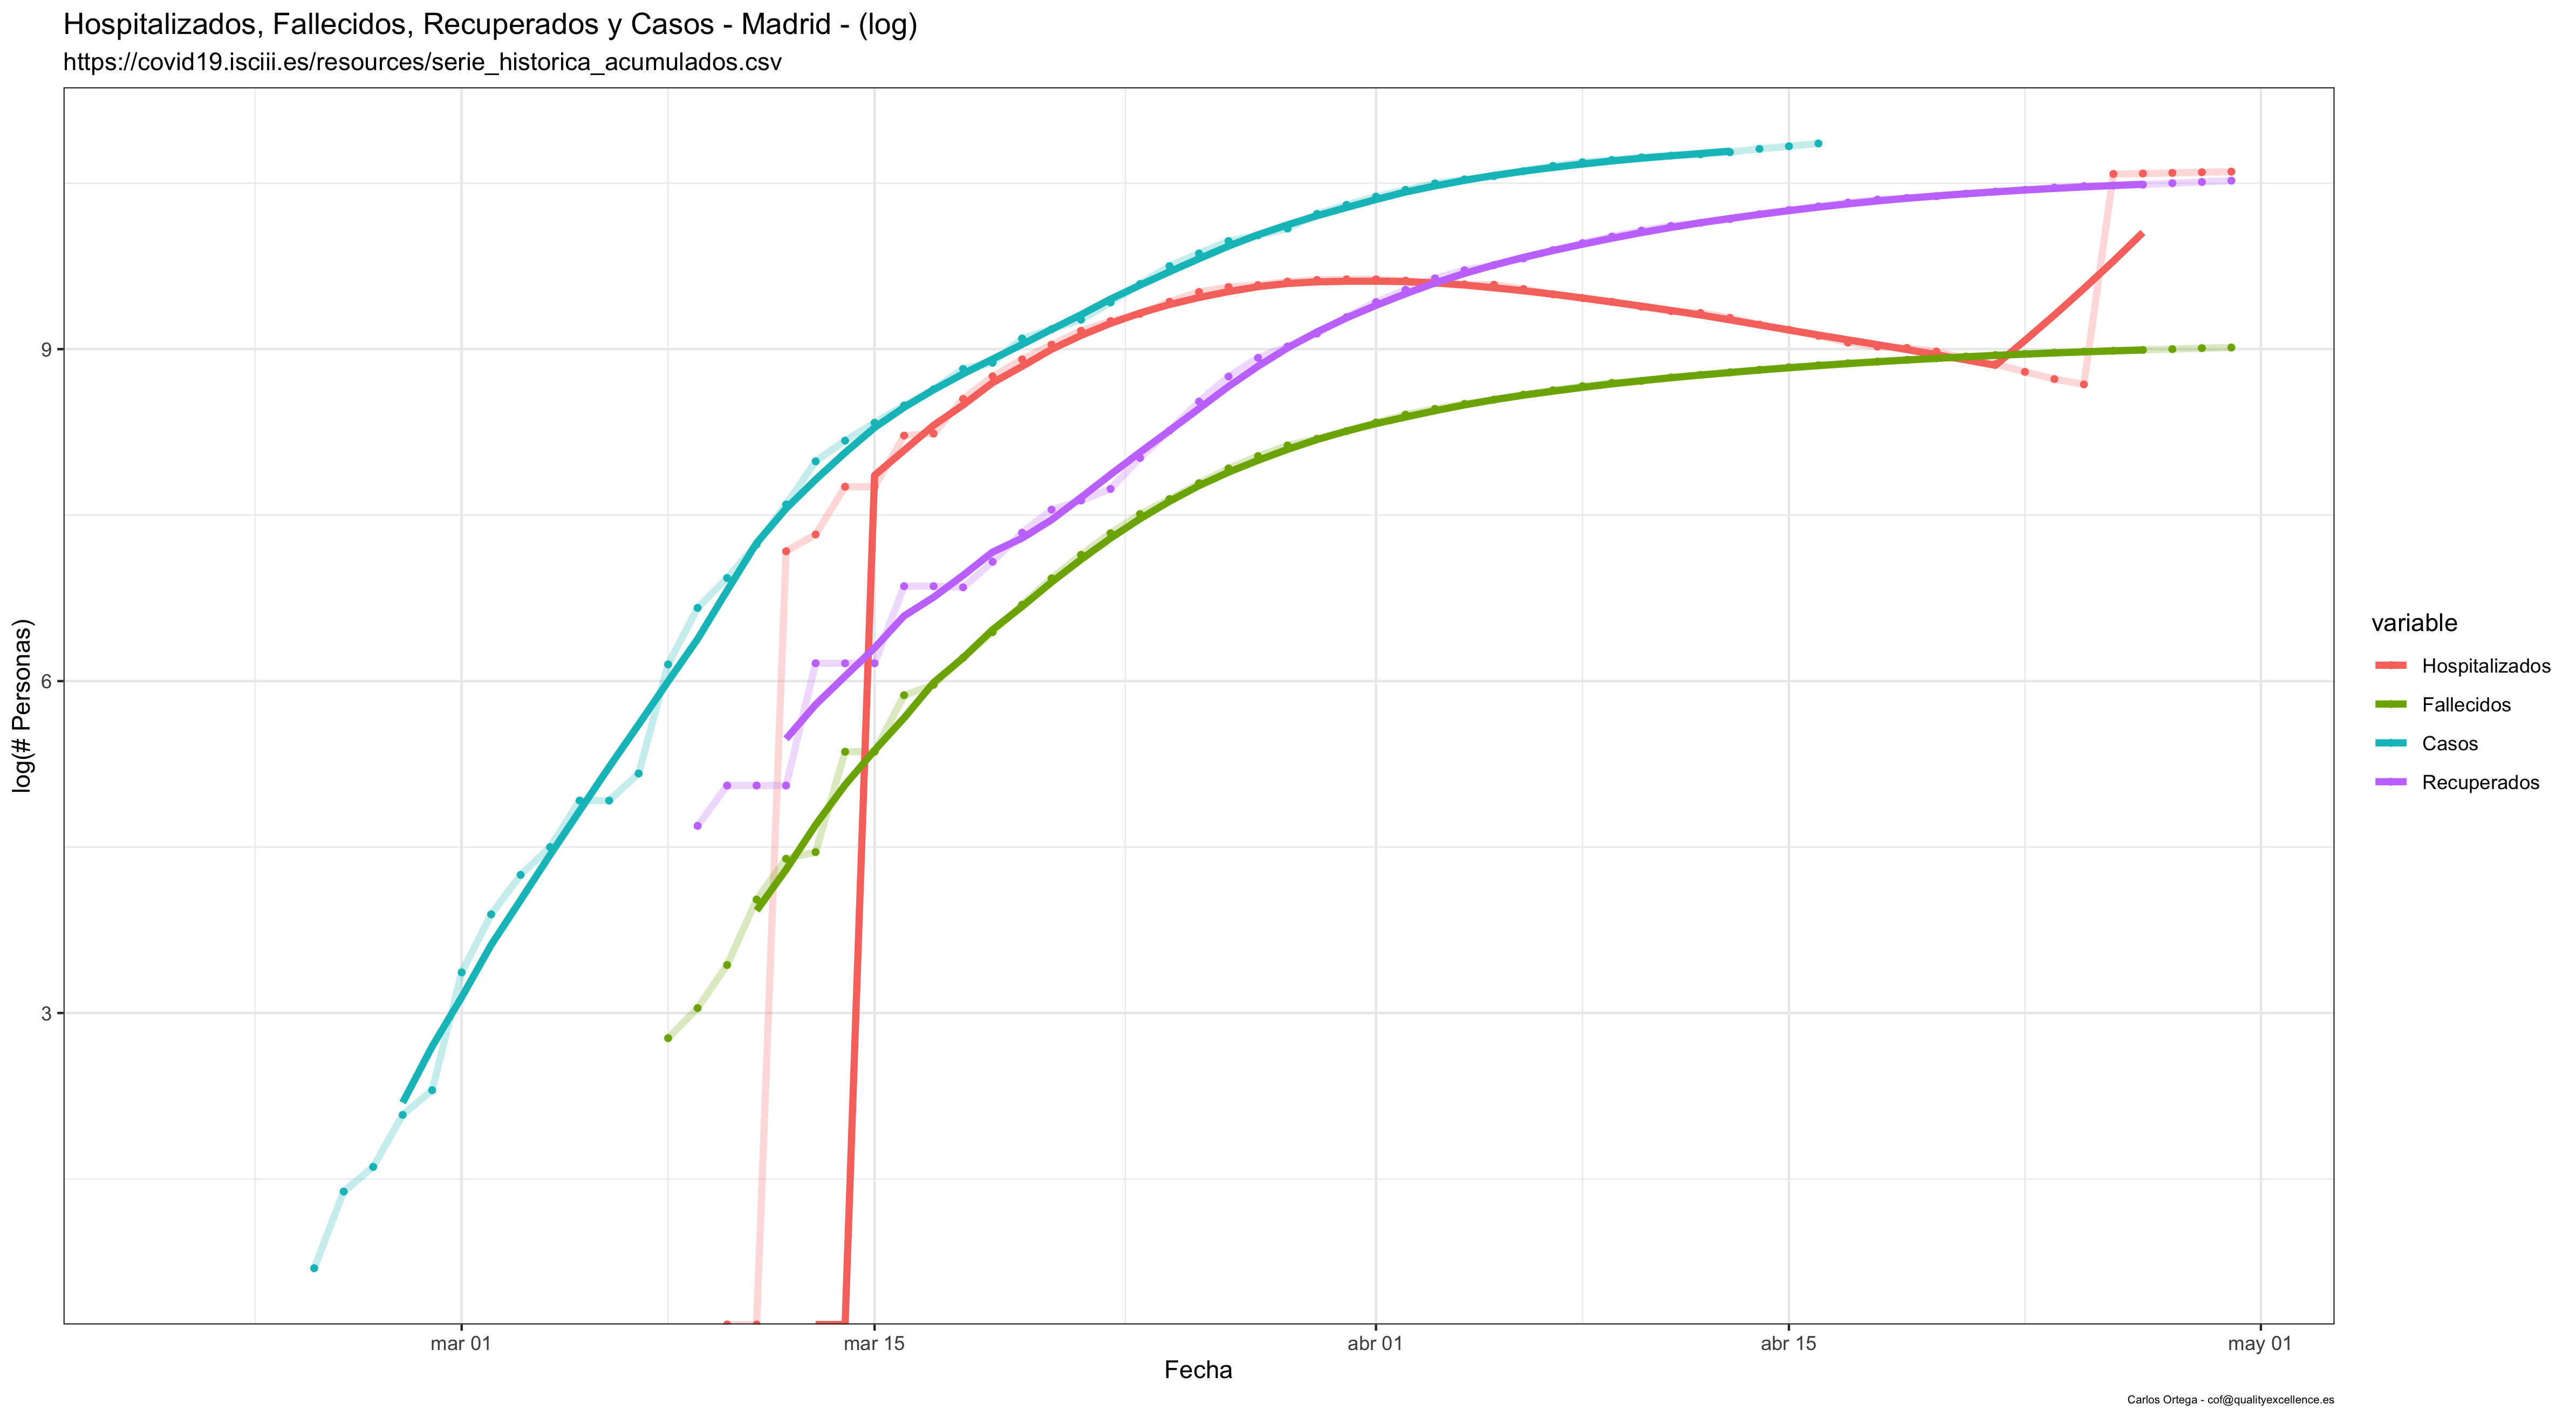 Hospitalizados, Fallecidos, Recuperados y Casos - Madrid - (log)
https://covid19.isciii.es/resources/serie_historica_acumulados.csv
log(# Personas)
9
6
3
mar 01
mar 15
abr 01
abr 15
may 01
Fecha
variable
Hospitalizados
Fallecidos
Casos
Recuperados
Carlos Ortega - cof@qualityexcellence.es